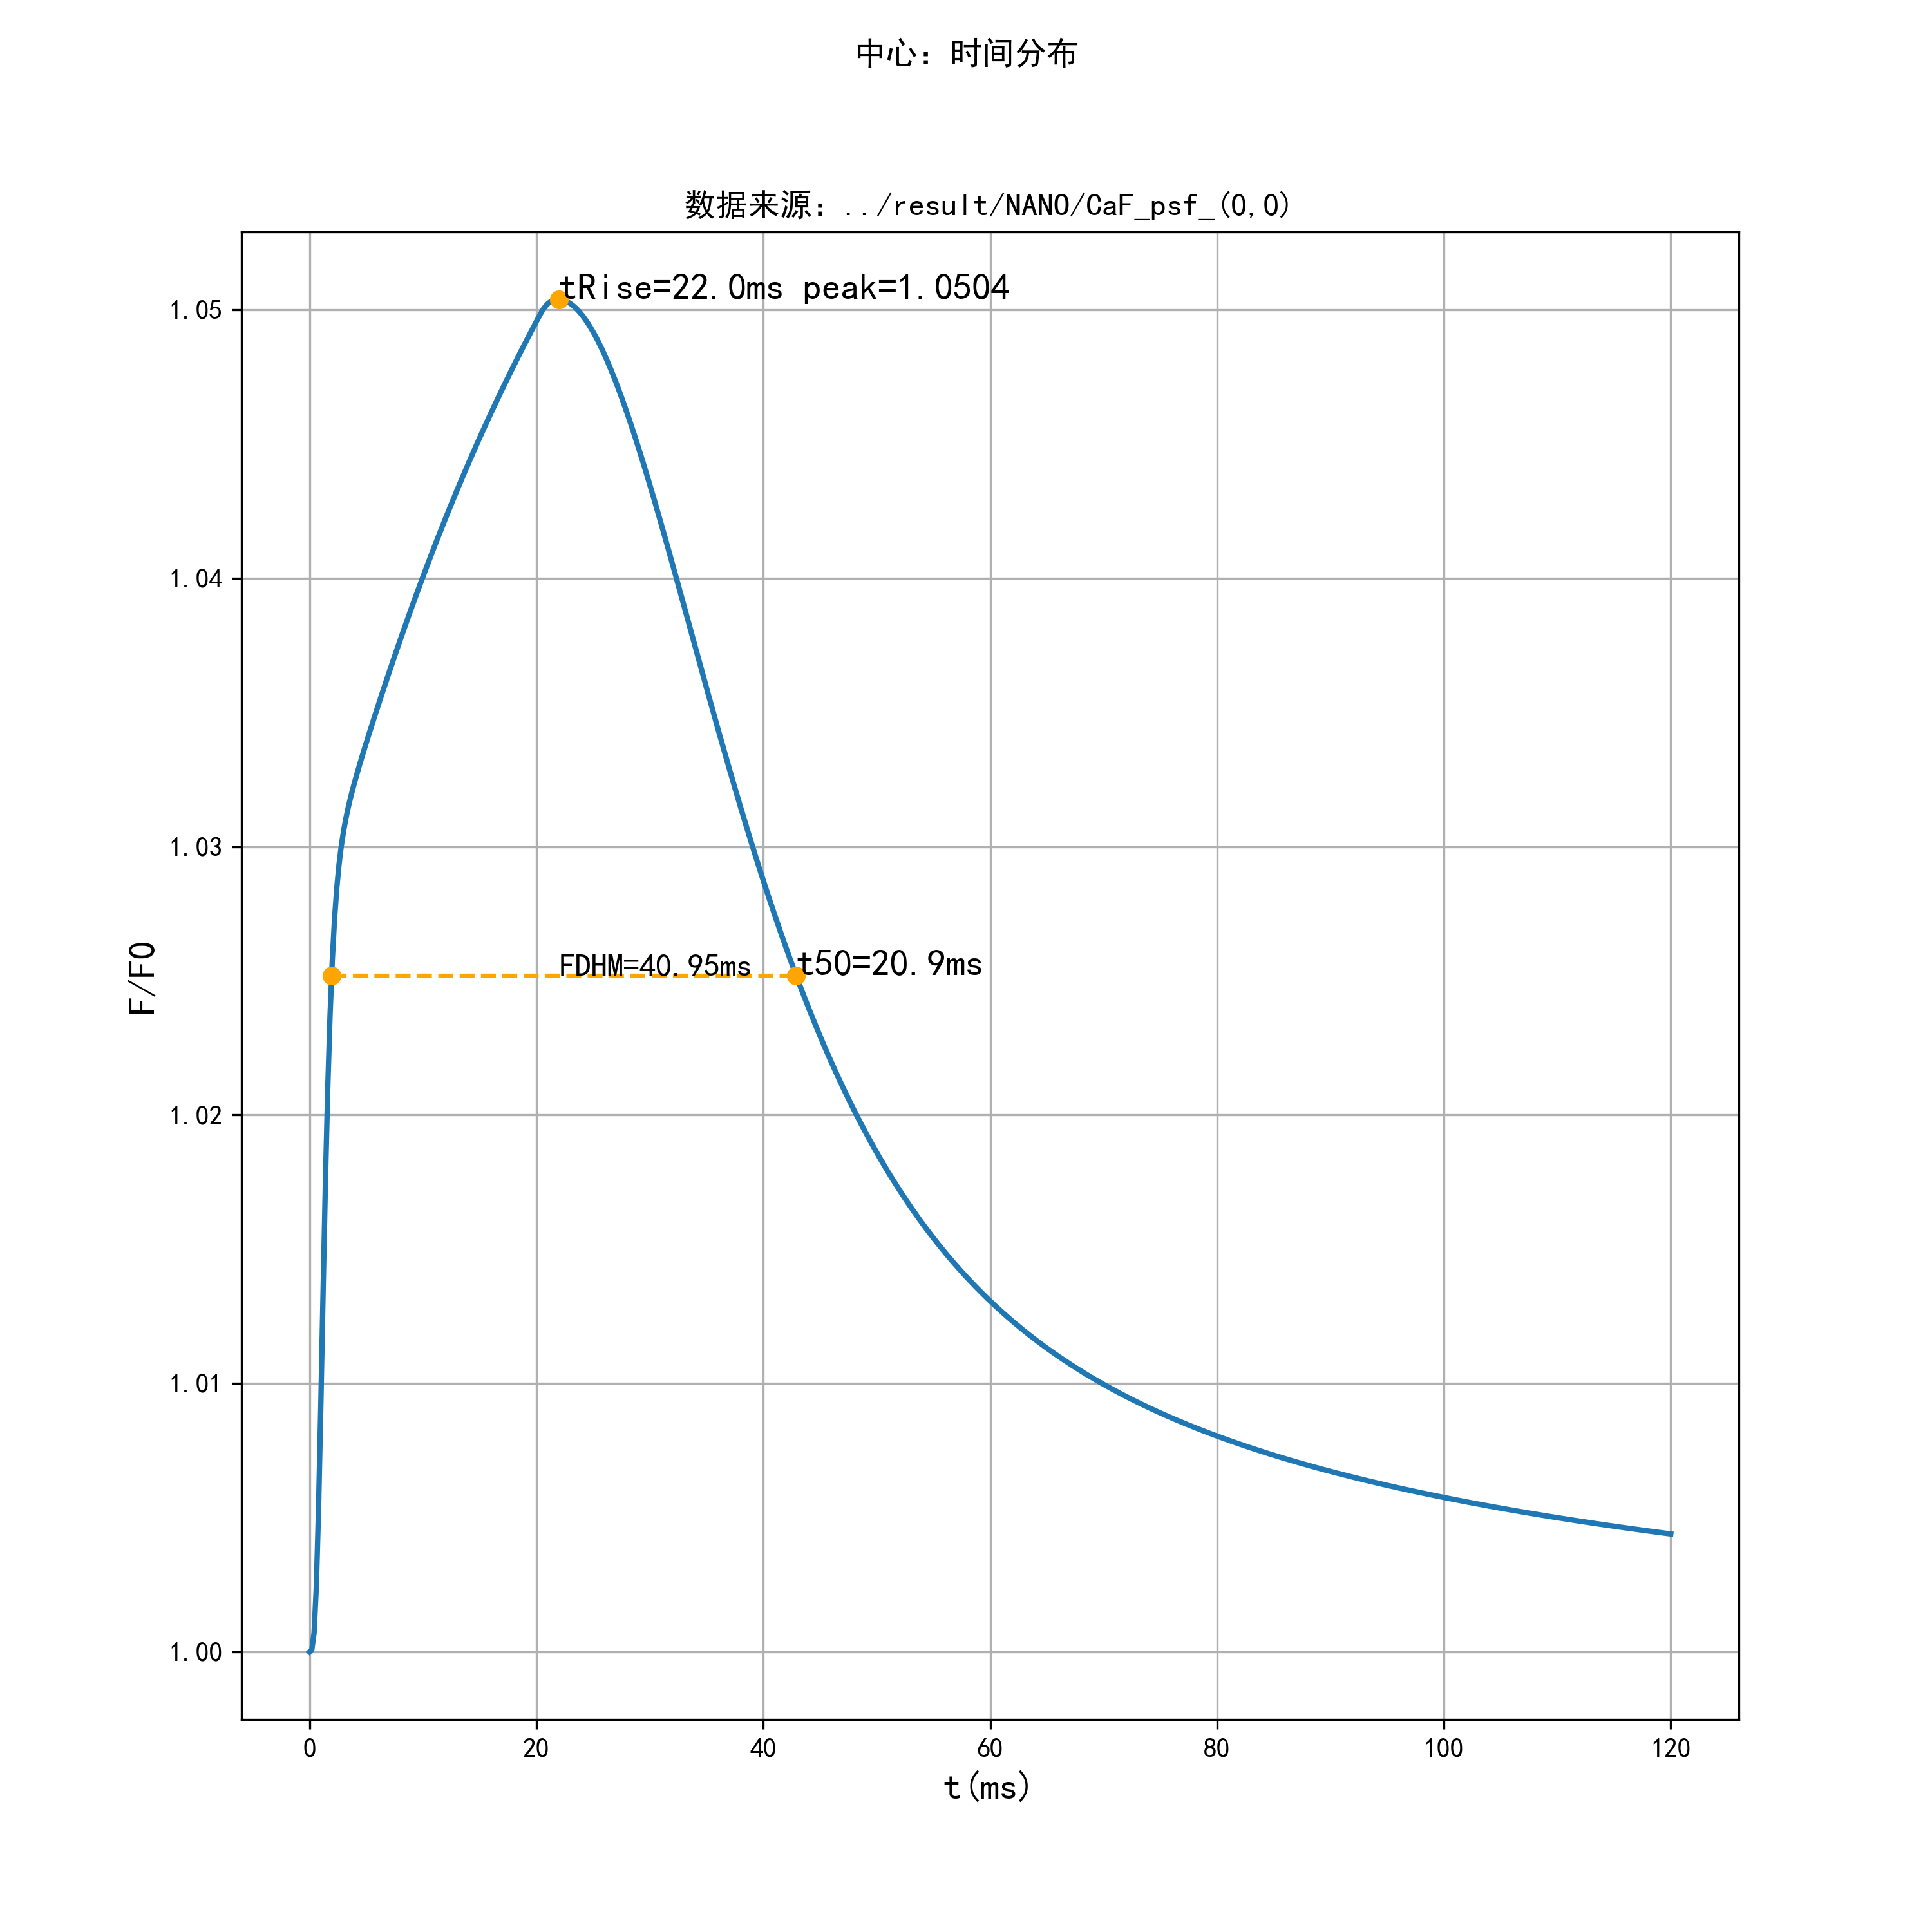 中心：时间分布
数据来源：../result/NANO/CaF_psf_(0,0)
tRise=22.0ms peak=1.0504
1.05
1.04
1.03
FDHM=40.95ms
t50=20.9ms
F/F0
1.02
1.01
1.00
0 20 40 60 80 100 120
t(ms)